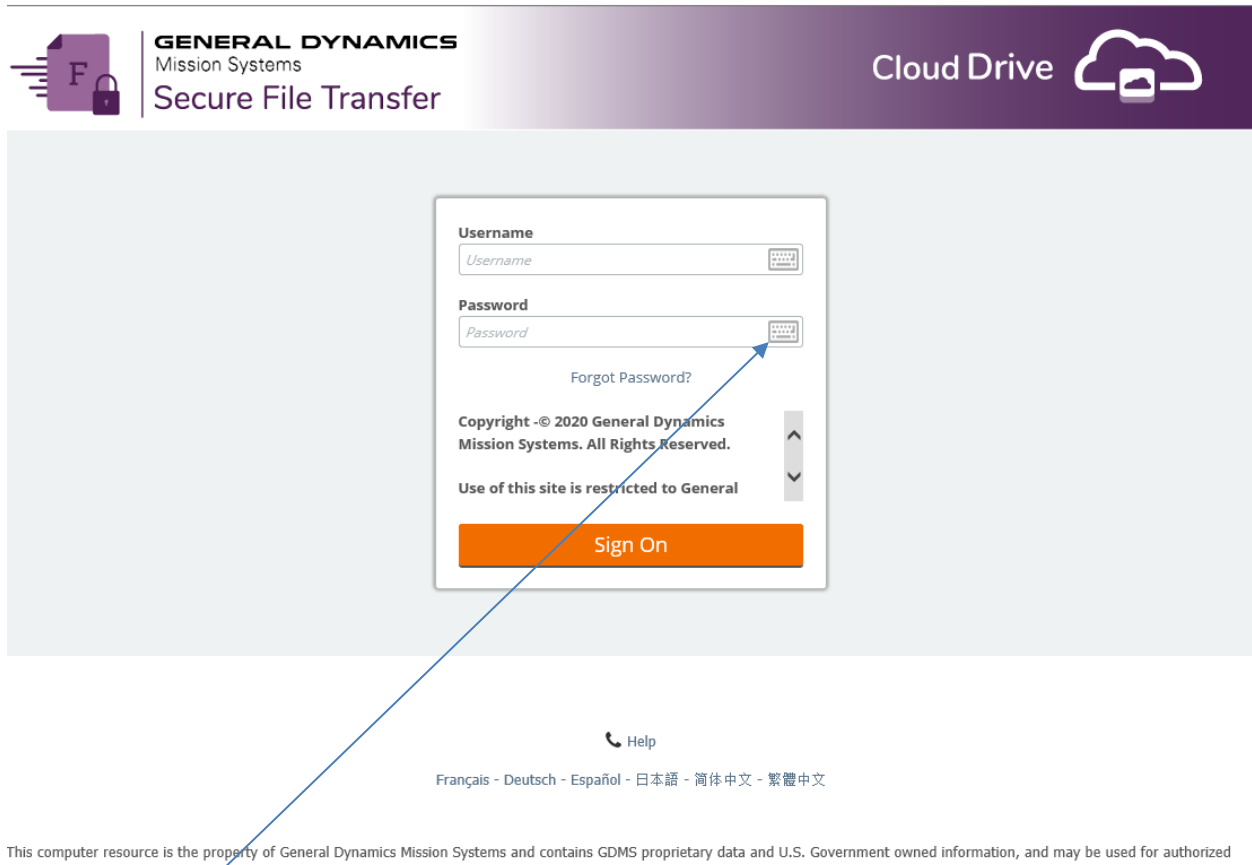 F
GENERAL DYNAMICS
Mission Systems
Secure File Transfer
Cloud Drive
Username
Username
Password
Password
Forgot Password?
Copyright -© 2020 General Dynamics
Mission Systems. All Rights Reserved.
Use of this site is restricted to General
Sign On
Help
Français - Deutsch - Español - 日本語 - 简体中文 - 繁體中文
This computer resource is the property of General Dynamics Mission Systems and contains GDMS proprietary data and U.S. Government owned information, and may be used for authorized